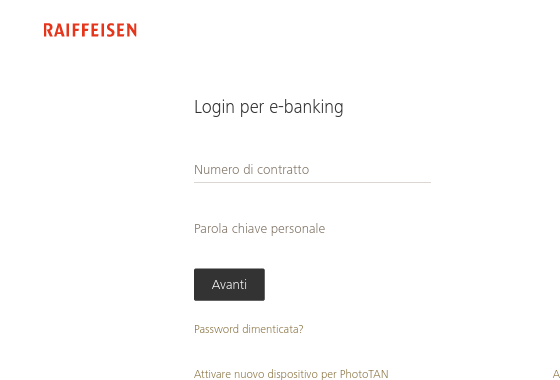 RAIFFEISEN
Login per e-banking
Numero di contratto
Parola chiave personale
Avanti
Password dimenticata?
Attivare nuovo dispositivo per PhotoTAN